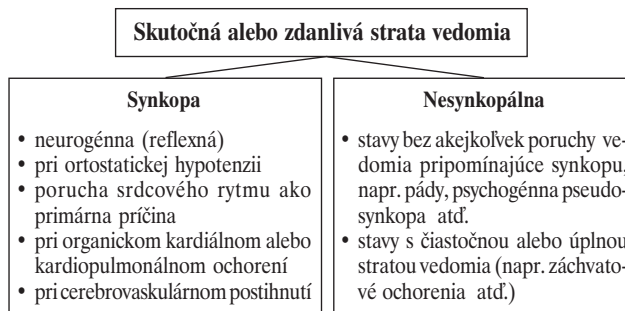 Skutočná alebo zdanlivá strata vedomia
Synkopa
• neurogénna (reflexná)
• pri ortostatickej hypotenzii
• porucha srdcového rytmu ako
primárna príčina
• pri organickom kardiálnom alebo
kardiopulmonálnom ochorení
• pri cerebrovaskulárnom postihnutí
Nesynkopálna
• stavy bez akejkoľvek poruchy ve-
domia pripomínajúce synkopu,
napr. pády, psychogénna pseudo-
synkopa atď.
• stavy s čiastočnou alebo úplnou
stratou vedomia (napr. záchvato-
vé ochorenia atď.)